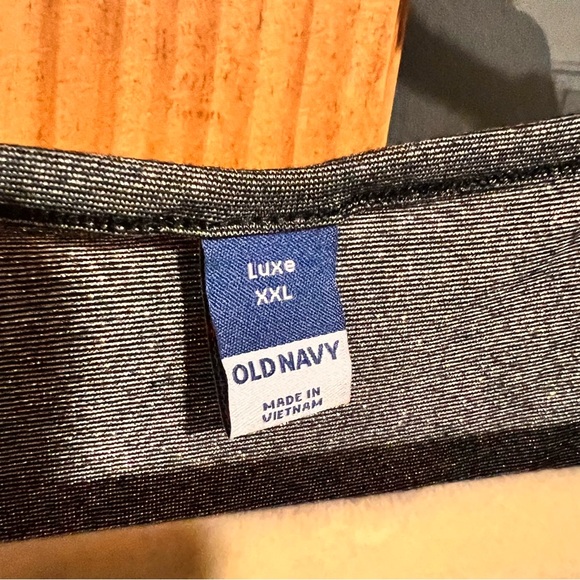 Luxe
XXL
OLD NAVY
MADE IN
VIETNAM